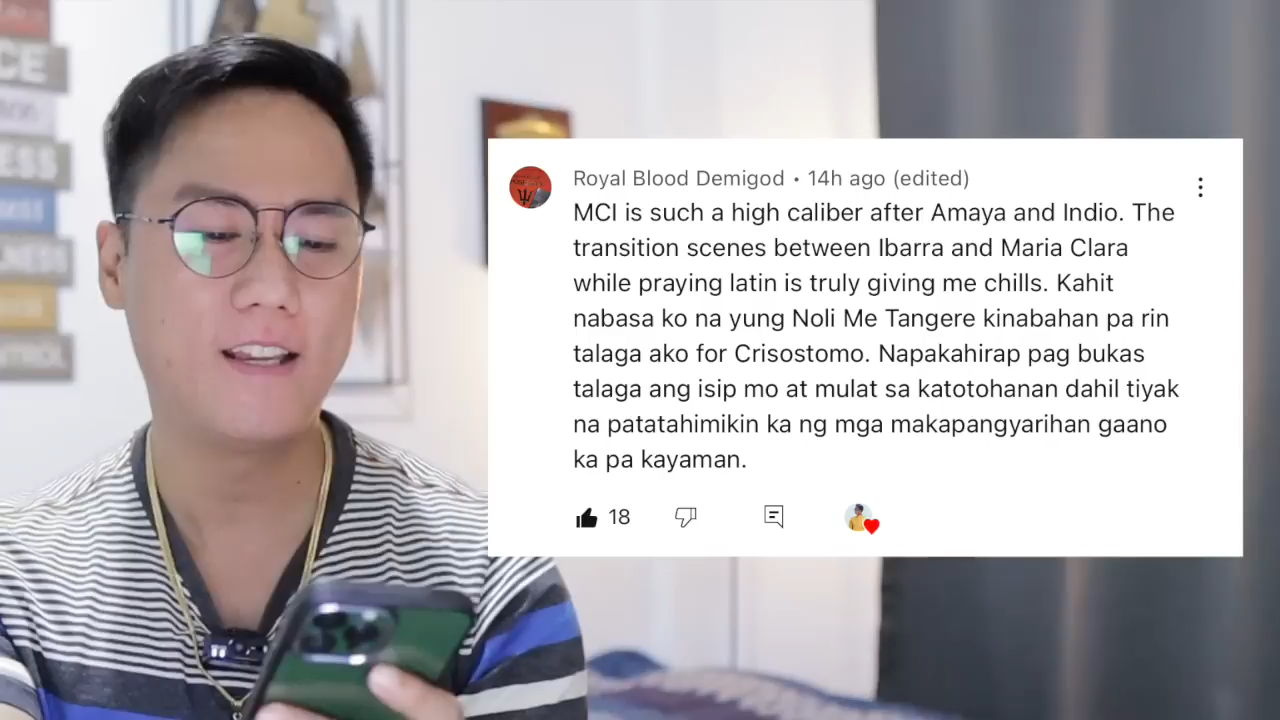 CE
ESS
Royal Blood Demigod • 14h ago (edited)
MCI is such a high caliber after Amaya and Indio. The
transition scenes between Ibarra and Maria Clara
while praying latin is truly giving me chills. Kahit
nabasa ko na yung Noli Me Tangere kinabahan pa rin
talaga ako for Crisostomo. Napakahirap pag bukas
talaga ang isip mo at mulat sa katotohanan dahil tiyak
na patatahimikin ka ng mga makapangyarihan gaano
ka pa kayaman.
18